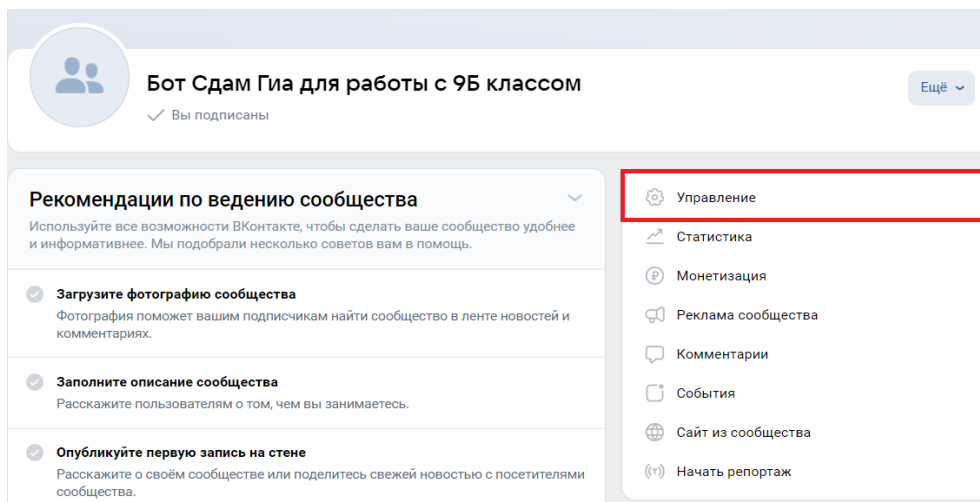 Бот Сдам Гиа для работы с 9Б классом
Вы подписаны
Ещё
Рекомендации по ведению сообщества
Используйте все возможности ВКонтакте, чтобы сделать ваше сообщество удобнее
и информативнее. Мы подобрали несколько советов вам в помощь.
Загрузите фотографию сообщества
Фотография поможет вашим подписчикам найти сообщество в ленте новостей и
комментариях.
Заполните описание сообщества
Расскажите пользователям о том, чем вы занимаетесь.
Опубликуйте первую запись на стене
Расскажите о своём сообществе или поделитесь свежей новостью с посетителями
сообщества.
Управление
Статистика
Монетизация
Реклама сообщества
Комментарии
События
Сайт из сообщества
Начать репортаж